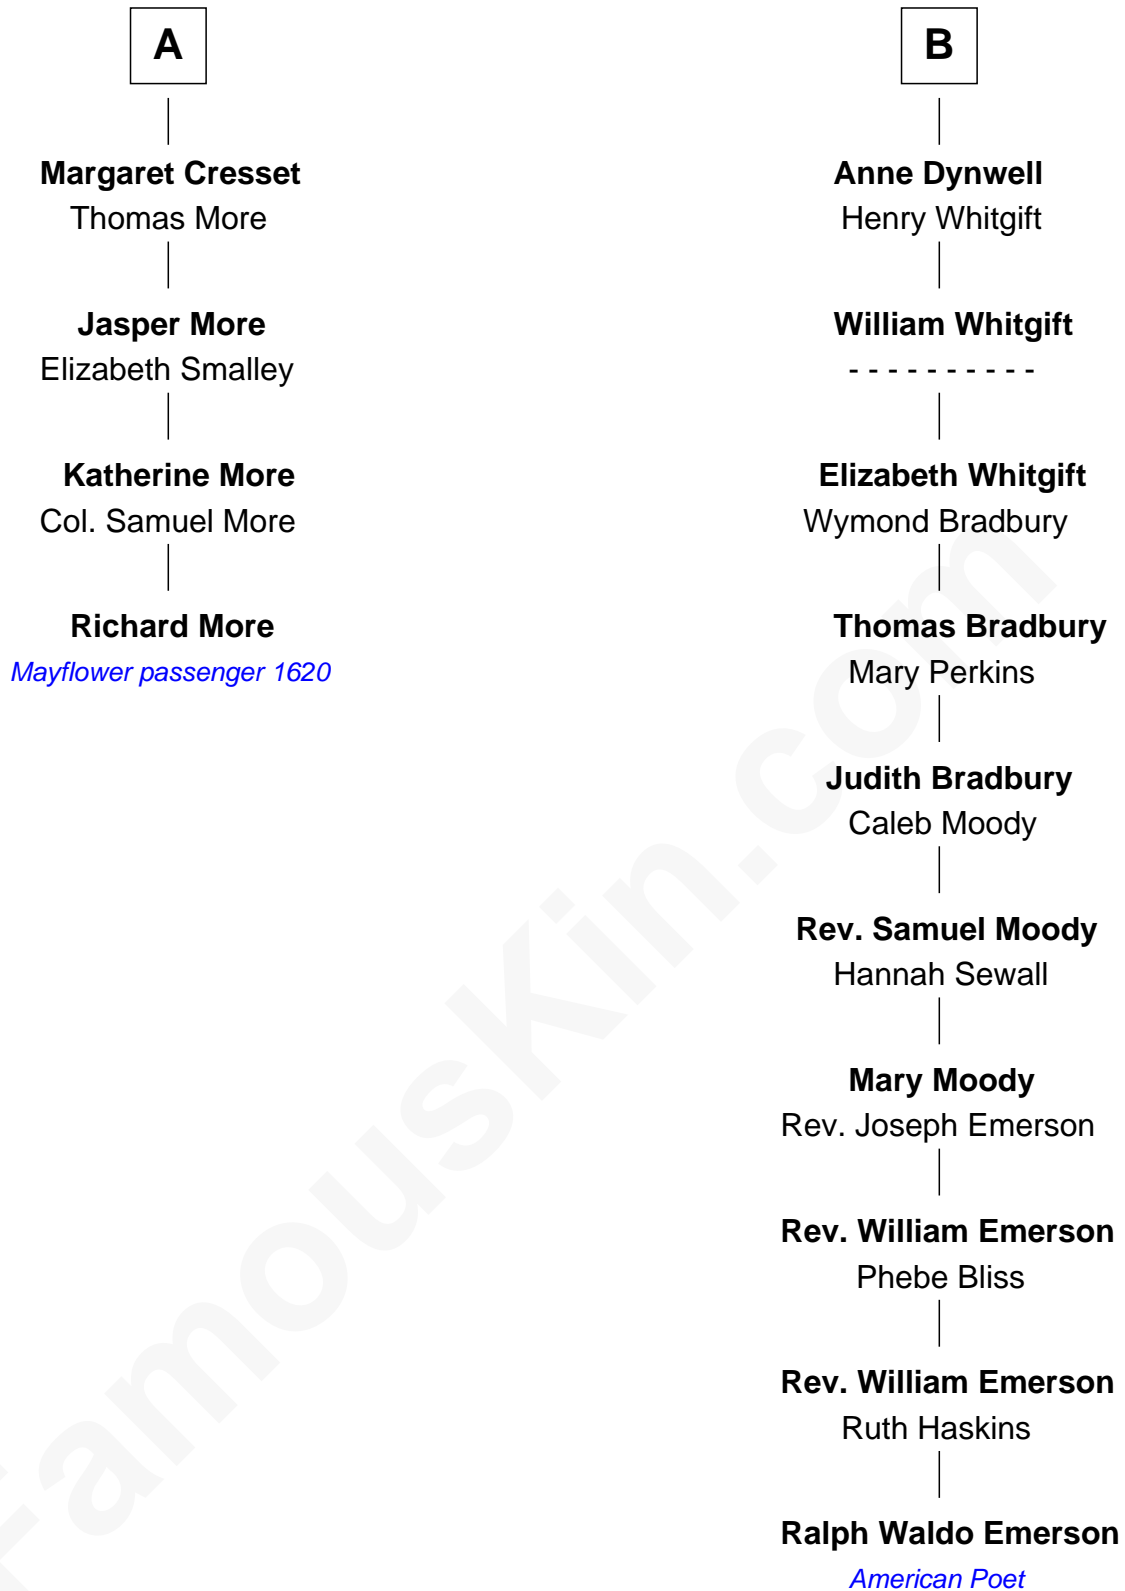 A
Margaret Cresset
Thomas More
Jasper More
Elizabeth Smalley
Katherine More
Col. Samuel More
Richard More
Mayflower passenger 1620
B
Anne Dynwell
Henry Whitgift
William Whitgift
- - - - - - - - - -
Elizabeth Whitgift
Wymond Bradbury
Thomas Bradbury
Mary Perkins
Judith Bradbury
Caleb Moody
Rev. Samuel Moody
Hannah Sewall
Mary Moody
Rev. Joseph Emerson
Rev. William Emerson
Phebe Bliss
Rev. William Emerson
Ruth Haskins
Ralph Waldo Emerson
American Poet
FamousKin.com